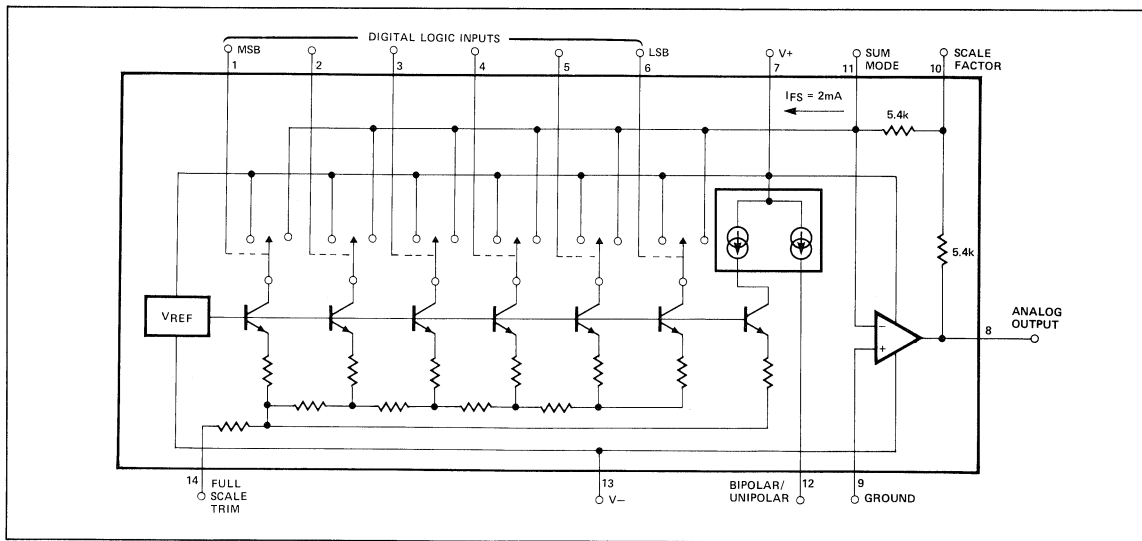 DIGITAL LOGIC INPUTS
MSB
LSB
V+
SUM
MODE
SCALE
FACTOR
1
2
3
4
5
6
7
11
10
IFS = 2mA
5.4k
5.4k
VREF
−
+
8
ANALOG
OUTPUT
14
FULL
SCALE
TRIM
13
V−
BIPOLAR/
UNIPOLAR
12
9
GROUND